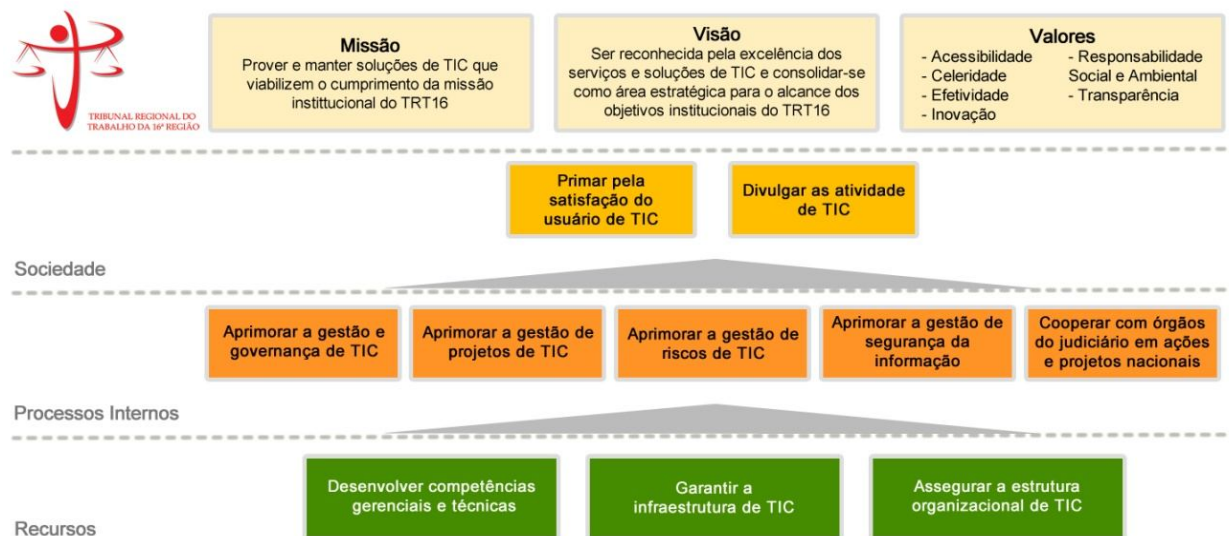 TRIBUNAL REGIONAL DO
TRABALHO DA 16ª REGIÃO
Missão
Prover e manter soluções de TIC que
viabilizem o cumprimento da missão
instittucional do TRT16
Visão
Ser reconhecida pela excelência dos
serviços e soluções de TIC e consolidar-se
como área estratégica para o alcance dos
objetivos institucionais do TRT16
Valores
- Acessibilidade
- Celeridade
- Efetividade
- Inovação
- Responsabilidade
Social e Ambiental
- Transparência
Primar pela
satisfação do
usuário de TIC
Divulgar as atividade
de TIC
Sociedade
Aprimorar a gestão e
governança de TIC
Aprimorar a gestão de
projetos de TIC
Aprimorar a gestão de
riscos de TIC
Aprimorar a gestão de
segurança da
informação
Cooperar com órgãos
do judiciário em ações
e projetos nacionais
Processos Internos
Desenvolver competências
gerenciais e técnicas
Garantir a
infraestrutura de TIC
Assegurar a estrutura
organizacional de TIC
Recursos